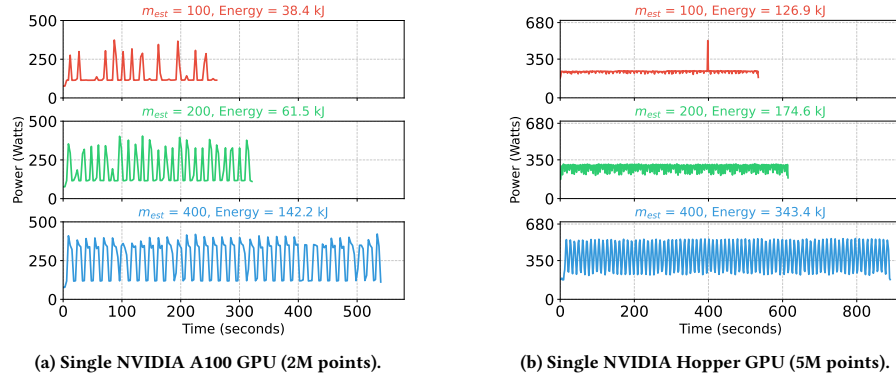 m_est = 100, Energy = 38.4 kJ
500
250
0
m_est = 200, Energy = 61.5 kJ
500
250
0
Power (Watts)
m_est = 400, Energy = 142.2 kJ
500
250
0
0 100 200 300 400 500
Time (seconds)
(a) Single NVIDIA A100 GPU (2M points).
m_est = 100, Energy = 126.9 kJ
680
350
0
m_est = 200, Energy = 174.6 kJ
680
350
0
Power (Watts)
m_est = 400, Energy = 343.4 kJ
680
350
0
0 200 400 600 800
Time (seconds)
(b) Single NVIDIA Hopper GPU (5M points).